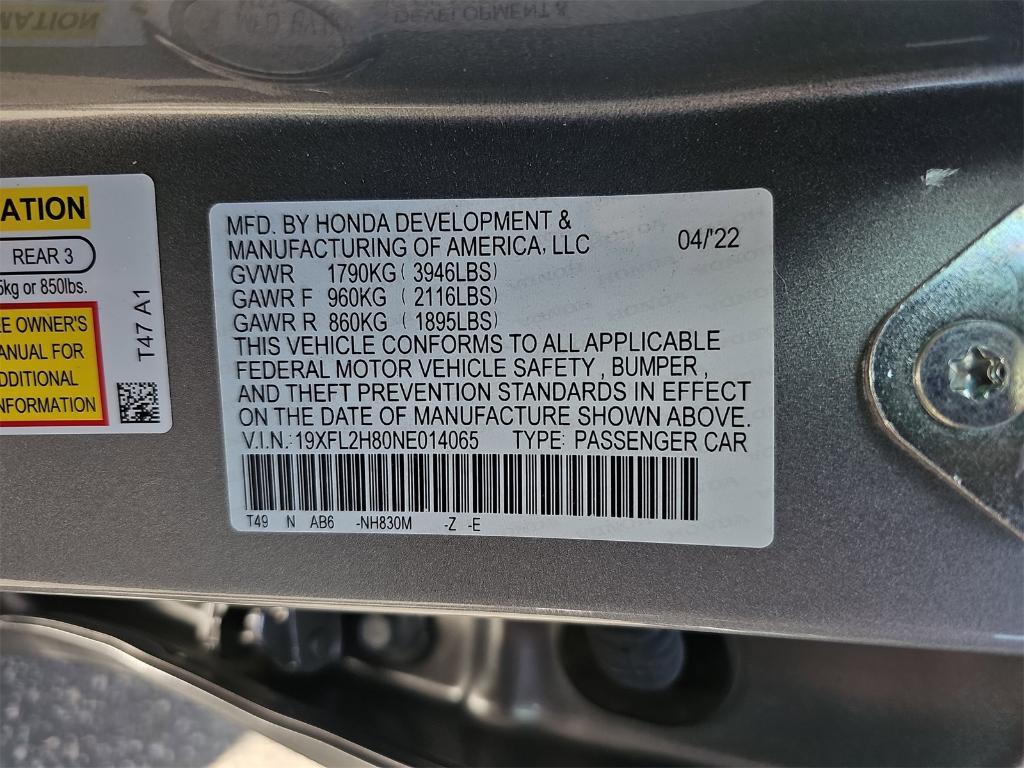 ATION
REAR 3
5kg or 850lbs.
E OWNER'S
ANUAL FOR
DDITIONAL
NFORMATION
T47 A1
MFD. BY HONDA DEVELOPMENT &
MANUFACTURING OF AMERICA, LLC
04/'22
GVWR 1790KG ( 3946LBS)
GAWR F 960KG ( 2116LBS)
GAWR R 860KG ( 1895LBS)
THIS VEHICLE CONFORMS TO ALL APPLICABLE
FEDERAL MOTOR VEHICLE SAFETY , BUMPER ,
AND THEFT PREVENTION STANDARDS IN EFFECT
ON THE DATE OF MANUFACTURE SHOWN ABOVE.
V.I.N.: 19XFL2H80NE014065 TYPE: PASSENGER CAR
T49 N AB6 -NH830M -Z -E